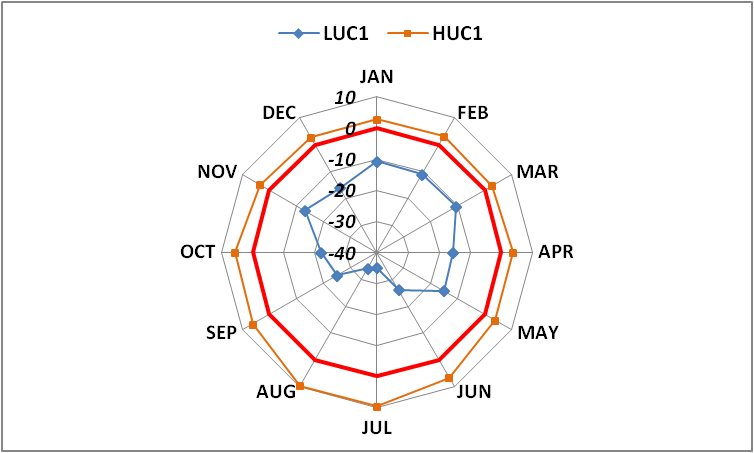 LUC1 HUC1
JAN
DEC 10 FEB
0
NOV -10 MAR
-20
-30
OCT -40 APR
SEP MAY
AUG JUN
JUL